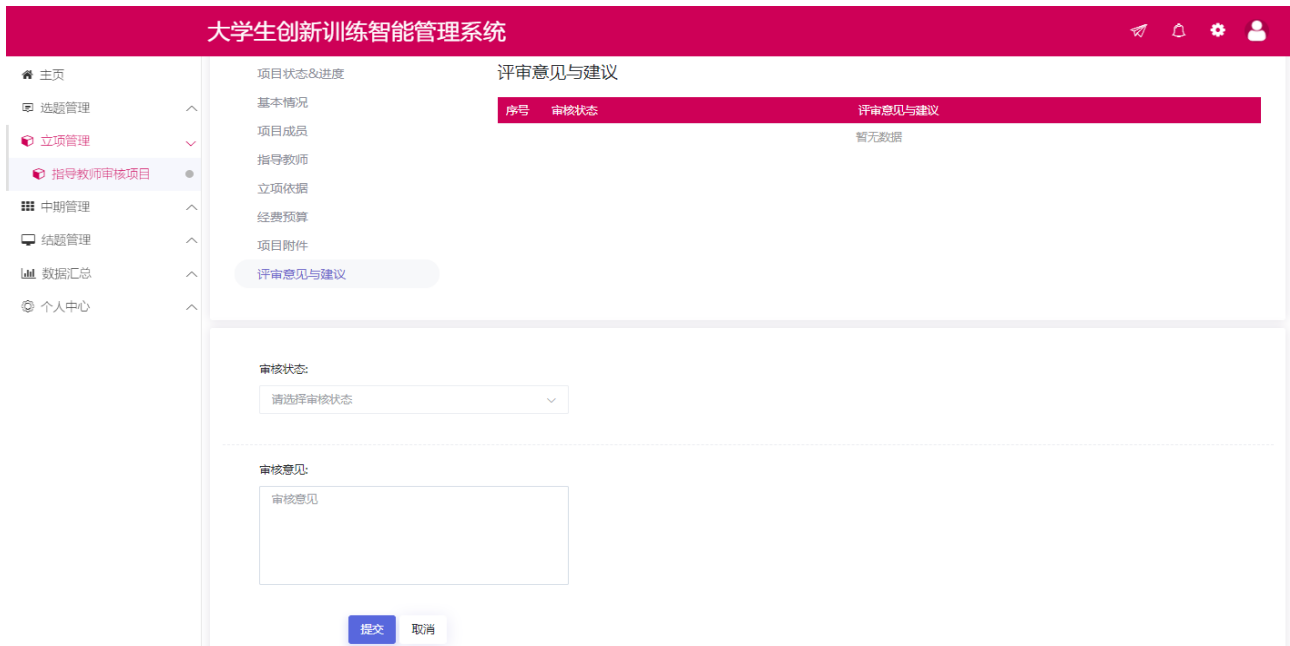 大学生创新训练智能管理系统
主页
选题管理
立项管理
指导教师审核项目
中期管理
结题管理
数据汇总
个人中心
项目状态&进度
基本情况
项目成员
指导教师
立项依据
经费预算
项目附件
评审意见与建议
评审意见与建议
序号 审核状态 评审意见与建议
暂无数据
审核状态:
请选择审核状态
审核意见:
审核意见
提交 取消